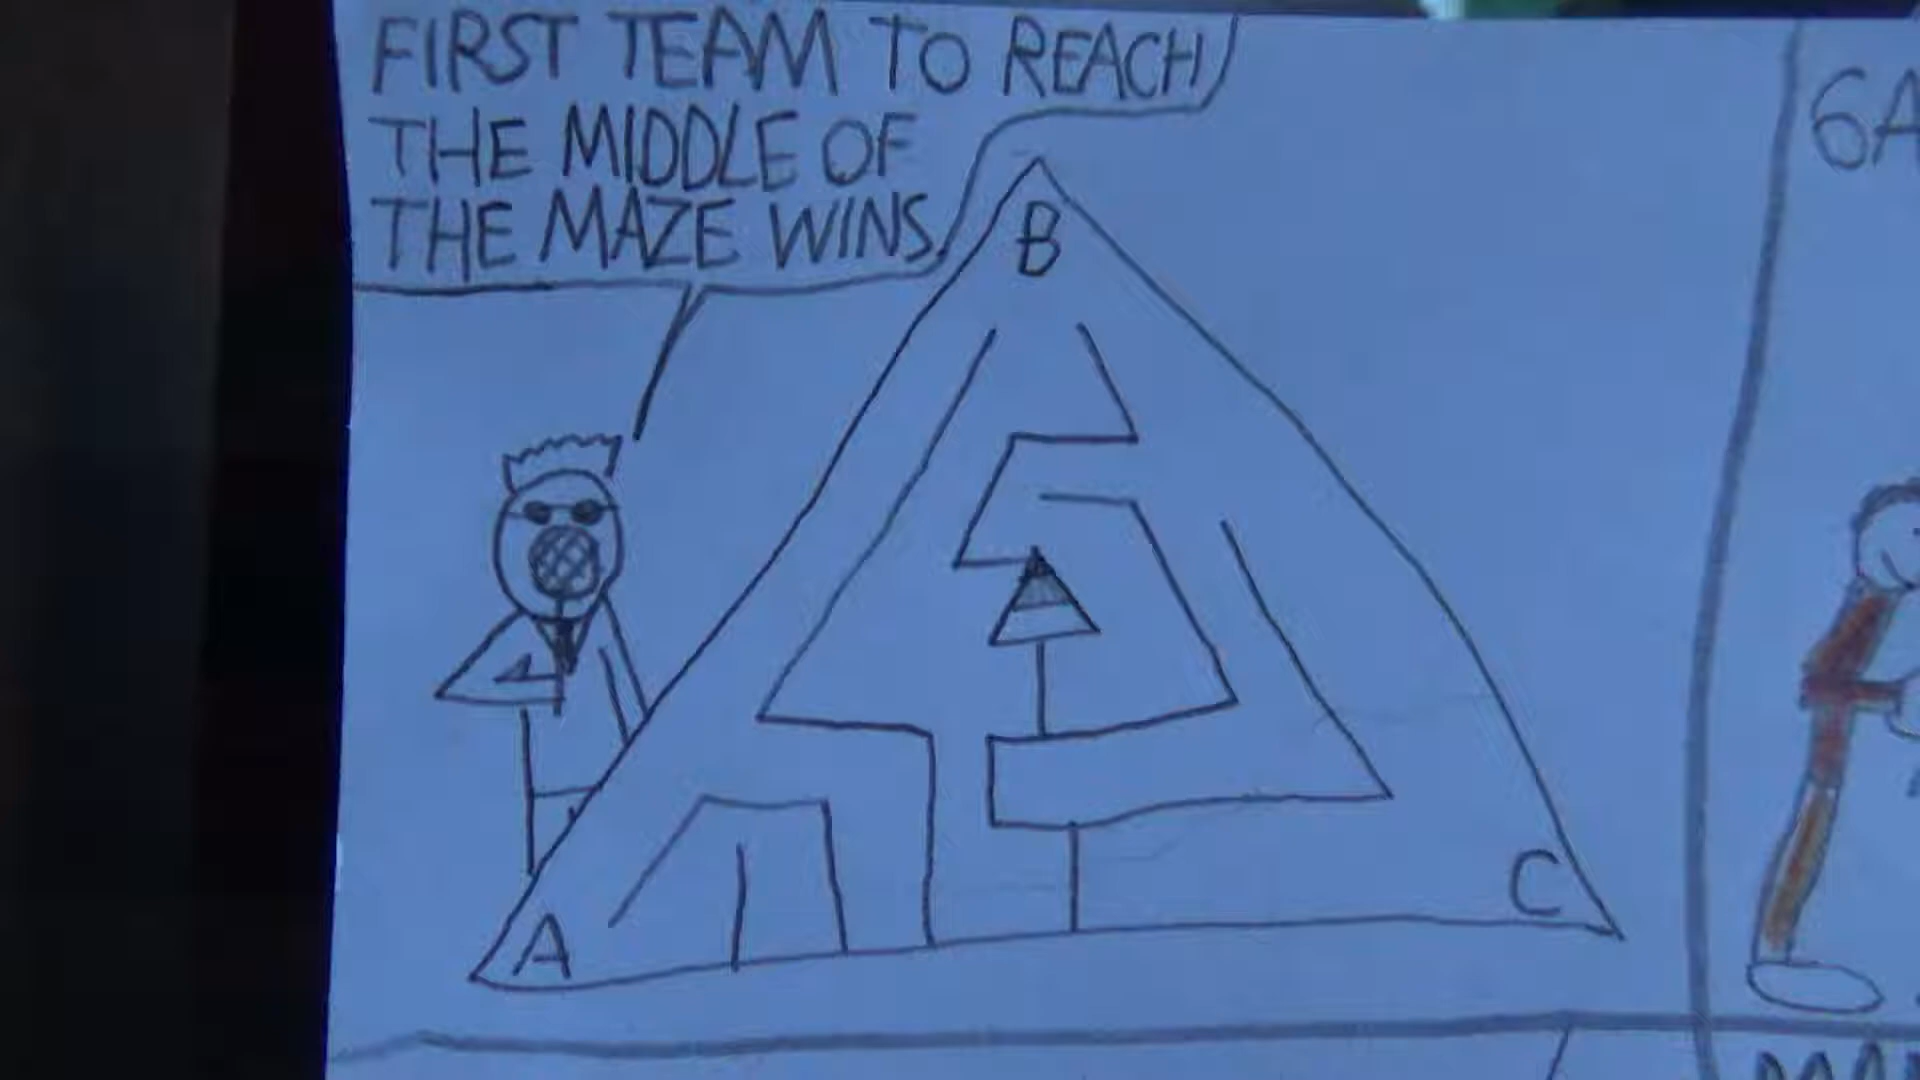 FIRST TEAM TO REACH
THE MIDDLE OF
THE MAZE WINS.
B
A
C
6A